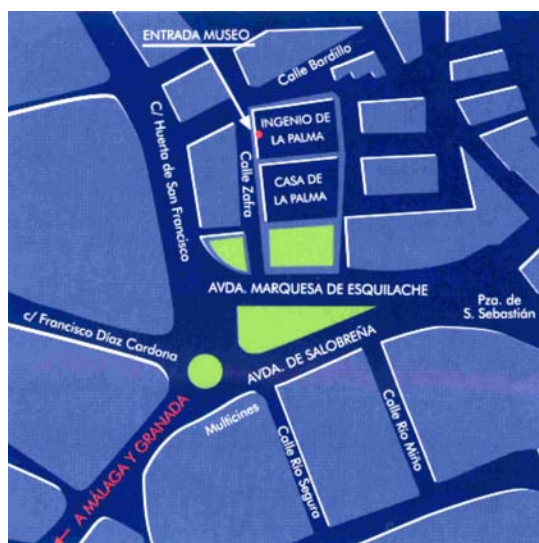 ENTRADA MUSEO
Calle Bardillo
C/ Huerta de San Francisco
INGENIO DE
LA PALMA
Calle Zafra
CASA DE
LA PALMA
AVDA. MARQUESA DE ESQUILACHE
Pza. de
S. Sebastián
c/ Francisco Díaz Cardona
AVDA. DE SALOBREÑA
Multicines
Calle Río Segura
Calle Río Miño
← A MÁLAGA Y GRANADA